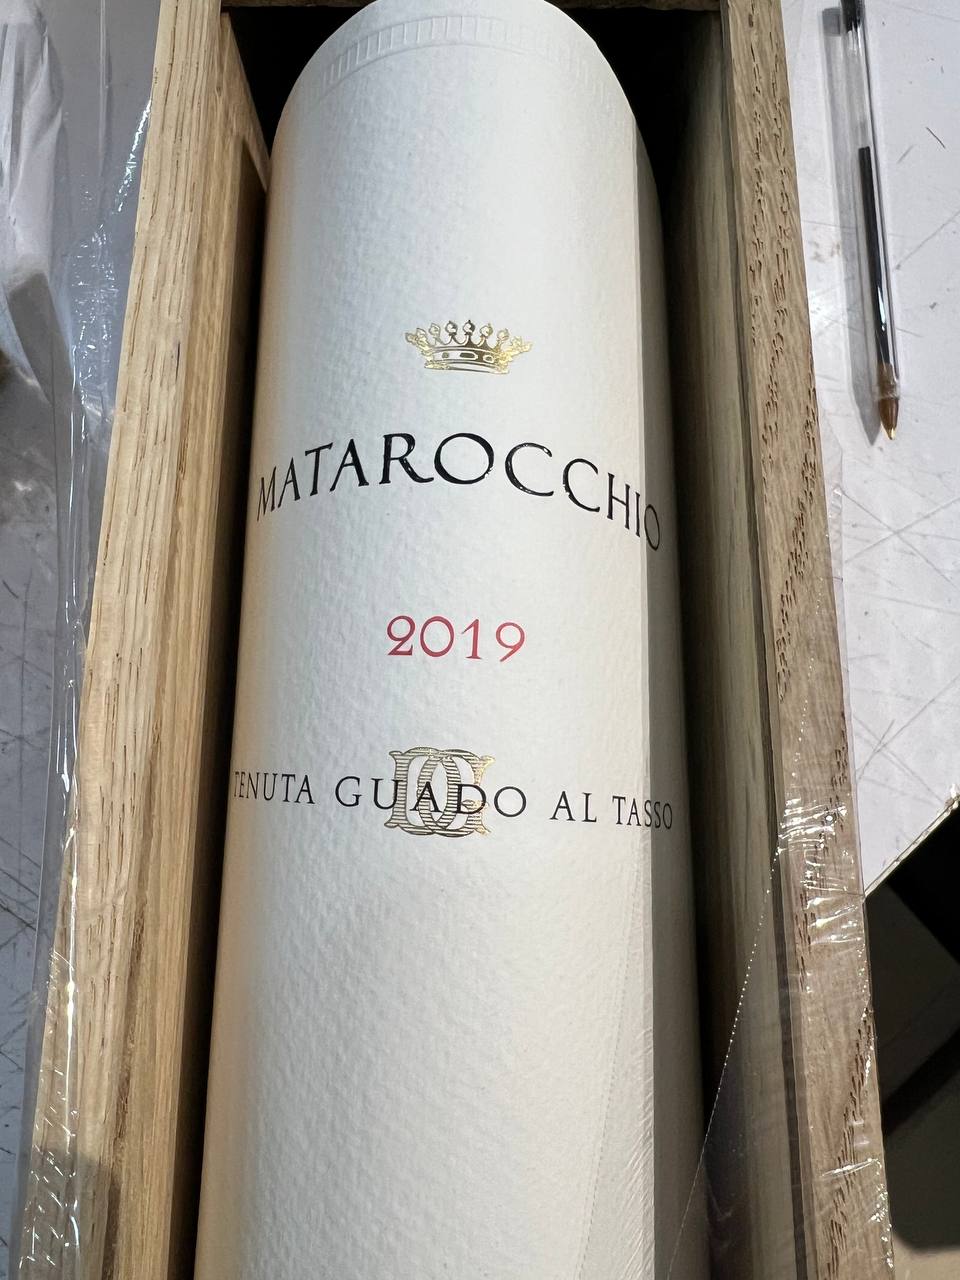 MATAROCCHIO
2019
TENUTA GUADO AL TASSO